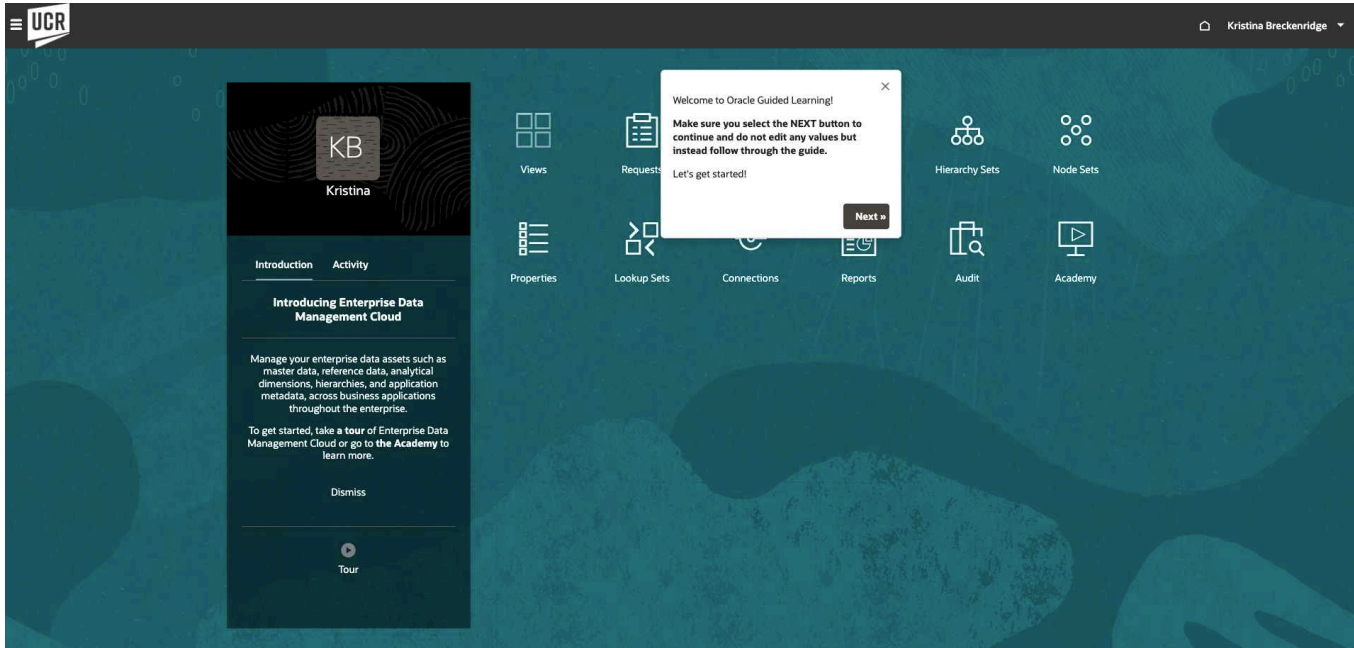 UCR
Kristina Breckenridge
KB
Kristina
Introduction Activity
Introducing Enterprise Data
Management Cloud
Manage your enterprise data assets such as
master data, reference data, analytical
dimensions, hierarchies, and application
metadata, across business applications
throughout the enterprise.
To get started, take a tour of Enterprise Data
Management Cloud or go to the Academy to
learn more.
Dismiss
Tour
Welcome to Oracle Guided Learning!
Make sure you select the NEXT button to
continue and do not edit any values but
instead follow through the guide.
Let's get started!
Next »
Views
Requests
Hierarchy Sets
Node Sets
Properties
Lookup Sets
Connections
Reports
Audit
Academy